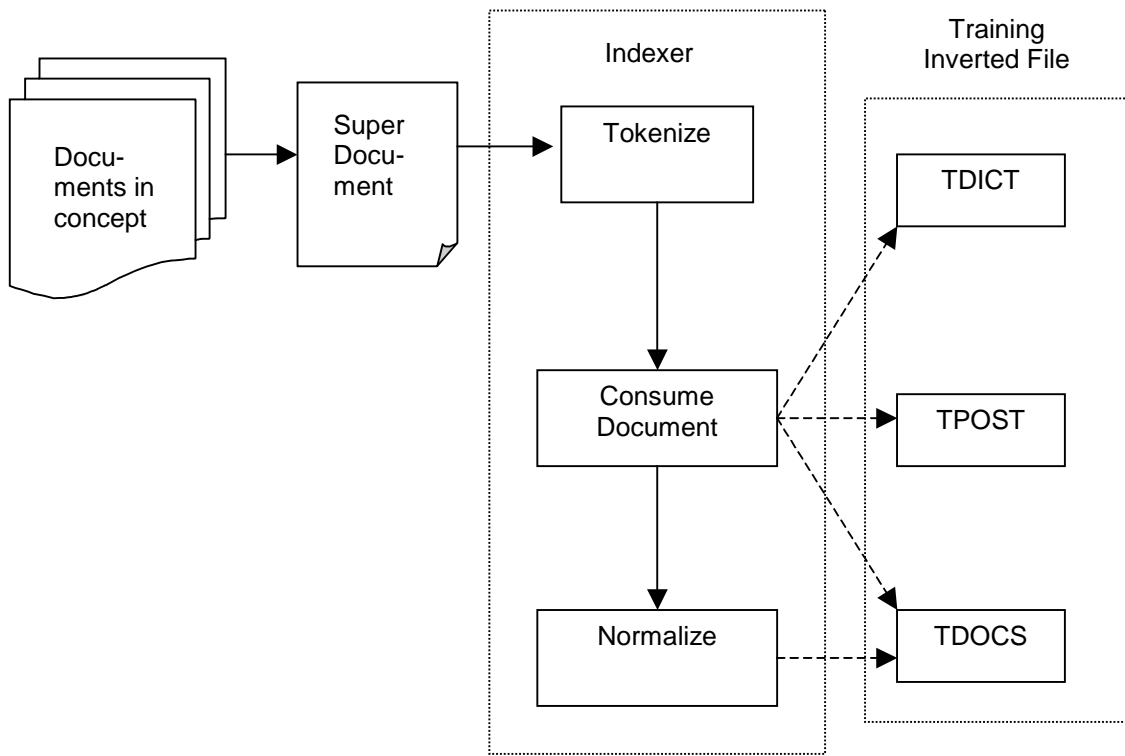 Docu-
ments in
concept
Super
Docu-
ment
Indexer
Tokenize
Consume
Document
Normalize
Training
Inverted File
TDICT
TPOST
TDOCS